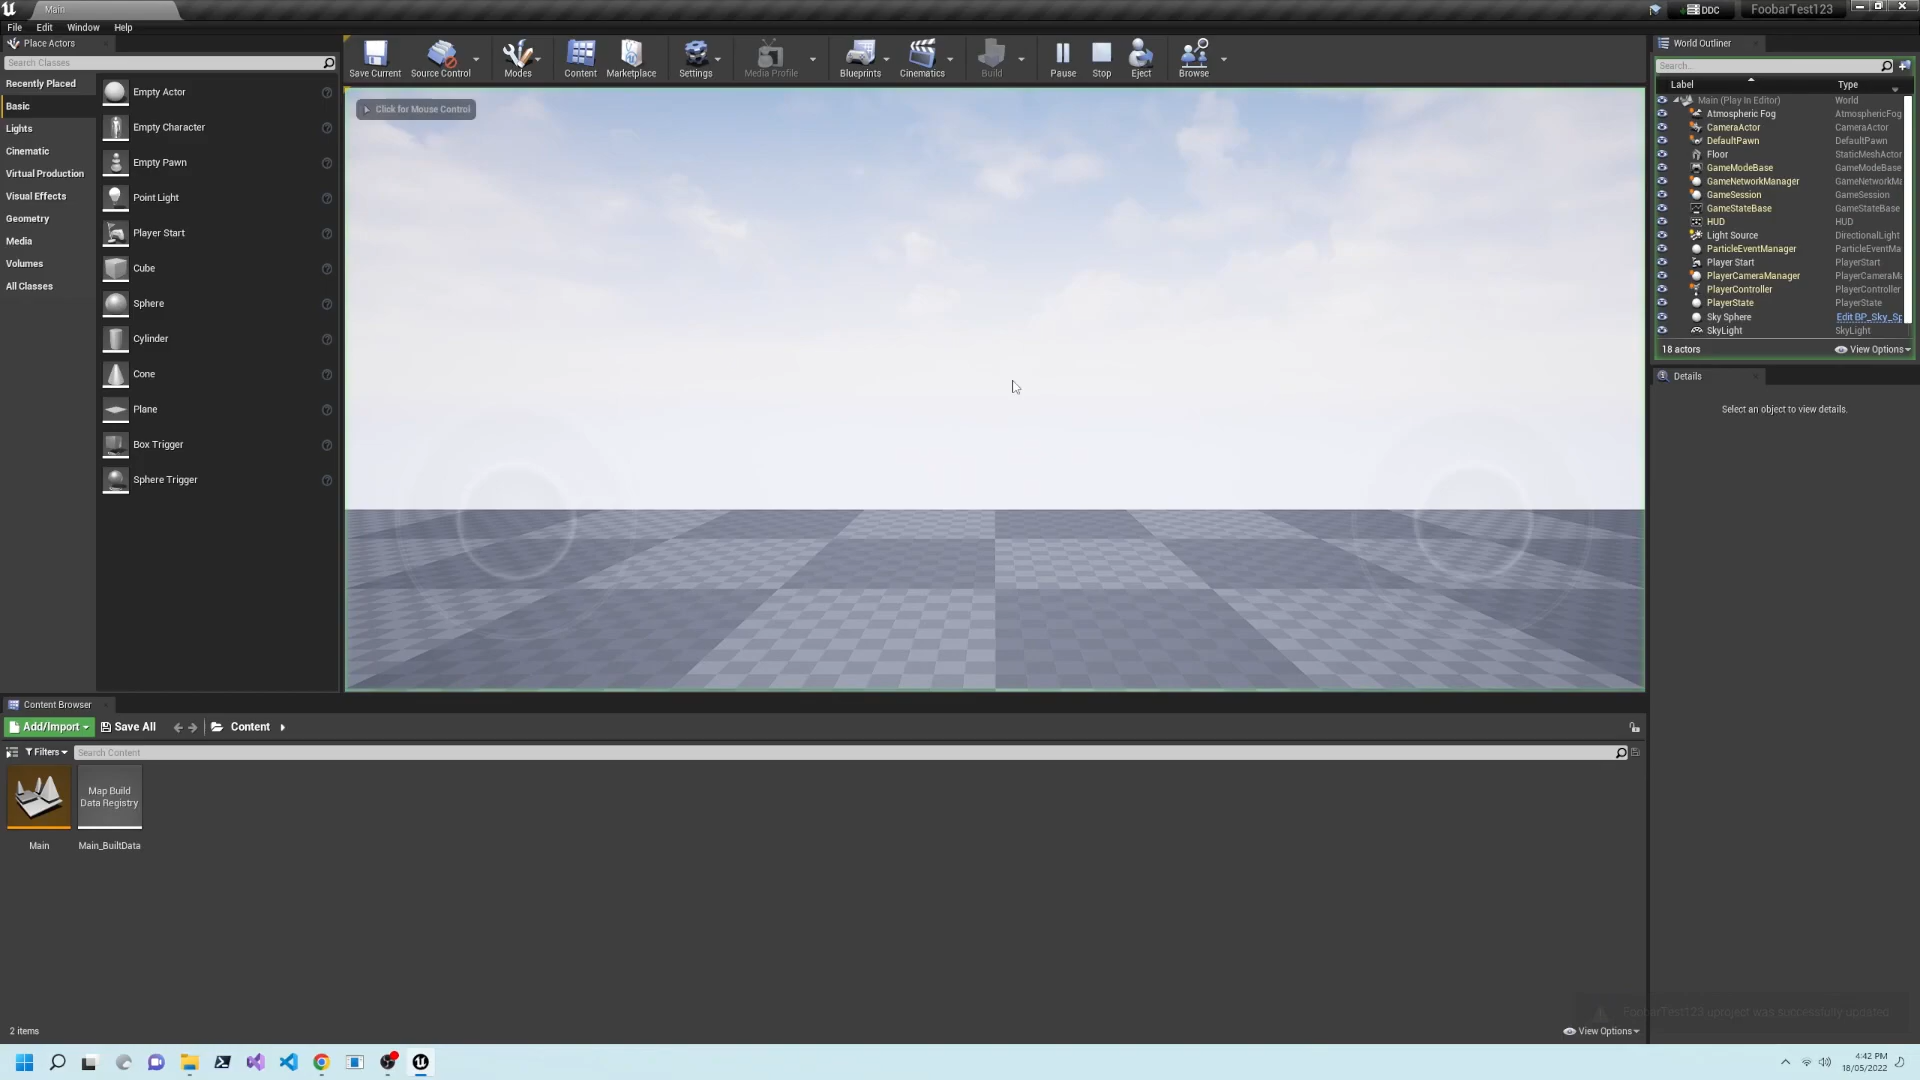 Main
DDC
FoobarTest123
File Edit Window Help
Place Actors
Search Classes
Recently Placed
Basic
Lights
Cinematic
Virtual Production
Visual Effects
Geometry
Media
Volumes
All Classes
Empty Actor
Empty Character
Empty Pawn
Point Light
Player Start
Cube
Sphere
Cylinder
Cone
Plane
Box Trigger
Sphere Trigger
Save Current
Source Control
Modes
Content
Marketplace
Settings
Media Profile
Blueprints
Cinematics
Build
Pause
Stop
Eject
Browse
Click for Mouse Control
World Outliner
Search...
Label Type
Main (Play In Editor) World
Atmospheric Fog AtmosphericFog
CameraActor CameraActor
DefaultPawn DefaultPawn
Floor StaticMeshActor
GameModeBase GameModeBase
GameNetworkManager GameNetworkMa
GameSession GameSession
GameStateBase GameStateBase
HUD HUD
Light Source DirectionalLight
ParticleEventManager ParticleEventMa
Player Start PlayerStart
PlayerCameraManager PlayerCameraMa
PlayerController PlayerController
PlayerState PlayerState
Sky Sphere Edit BP_Sky_Sp
SkyLight SkyLight
18 actors
View Options
Details
Select an object to view details.
Content Browser
Add/Import
Save All
Content
Filters
Search Content
Map Build
Data Registry
Main
Main_BuiltData
2 items
FoobarTest123.uproject was successfully updated
View Options
4:42 PM
18/05/2022